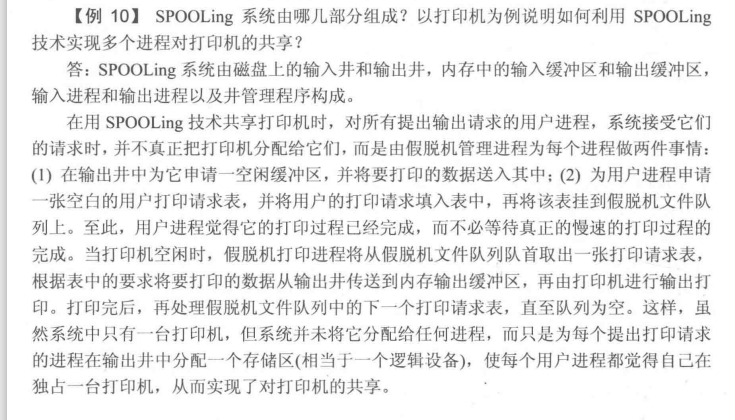 【例 10】 SPOOLing 系统由哪几部分组成？以打印机为例说明如何利用 SPOOLing
技术实现多个进程对打印机的共享？
答：SPOOLing 系统由磁盘上的输入井和输出井，内存中的输入缓冲区和输出缓冲区，
输入进程和输出进程以及井管理程序构成。
在用 SPOOLing 技术共享打印机时，对所有提出输出请求的用户进程，系统接受它们
的请求时，并不真正把打印机分配给它们，而是由假脱机管理进程为每个进程做两件事情：
(1) 在输出井中为它申请一空闲缓冲区，并将要打印的数据送入其中；(2) 为用户进程申请
一张空白的用户打印请求表，并将用户的打印请求填入表中，再将该表挂到假脱机文件队
列上。至此，用户进程觉得它的打印过程已经完成，而不必等待真正的慢速的打印过程的
完成。当打印机空闲时，假脱机打印进程将从假脱机文件队列队首取出一张打印请求表，
根据表中的要求将要打印的数据从输出井传送到内存输出缓冲区，再由打印机进行输出打
印。打印完后，再处理假脱机文件队列中的下一个打印请求表，直至队列为空。这样，虽
然系统中只有一台打印机，但系统并未将它分配给任何进程，而只是为每个提出打印请求
的进程在输出井中分配一个存储区(相当于一个逻辑设备)，使每个用户进程都觉得自己在
独占一台打印机，从而实现了对打印机的共享。